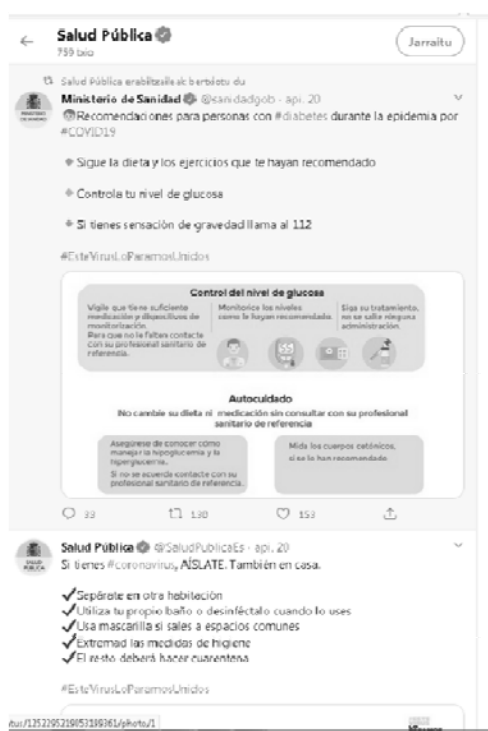 Salud Pública
759 txio
Jarraitu
Salud Pública erabiltzaileak bertxiotu du
Ministerio de Sanidad @sanidadgob · api. 20
Recomendaciones para personas con #diabetes durante la epidemia por
#COVID19
Sigue la dieta y los ejercicios que te hayan recomendado
Controla tu nivel de glucosa
Si tienes sensación de gravedad llama al 112
#EsteVirusLoParamosUnidos
Control del nivel de glucosa
Vigile que tiene suficiente
medicación y dispositivos de
monitorización.
Para que no le falten contacte
con su profesional sanitario de
referencia.
Monitorice los niveles
como le hayan recomendado.
Siga su tratamiento,
no se salte ninguna
administración.
Autocuidado
No cambie su dieta ni medicación sin consultar con su profesional
sanitario de referencia
Asegúrese de conocer cómo
manejar la hipoglucemia y la
hiperglucemia.
Si no se acuerda contacte con su
profesional sanitario de referencia.
Mida los cuerpos cetónicos,
si se lo han recomendado.
33
130
153
Salud Pública @SaludPublicaEs · api. 20
Si tienes #coronavirus, AÍSLATE. También en casa.
✓Sepárate en otra habitación
✓Utiliza tu propio baño o desinféctalo cuando lo uses
✓Usa mascarilla si sales a espacios comunes
✓Extremad las medidas de higiene
✓El resto deberá hacer cuarentena
#EsteVirusLoParamosUnidos